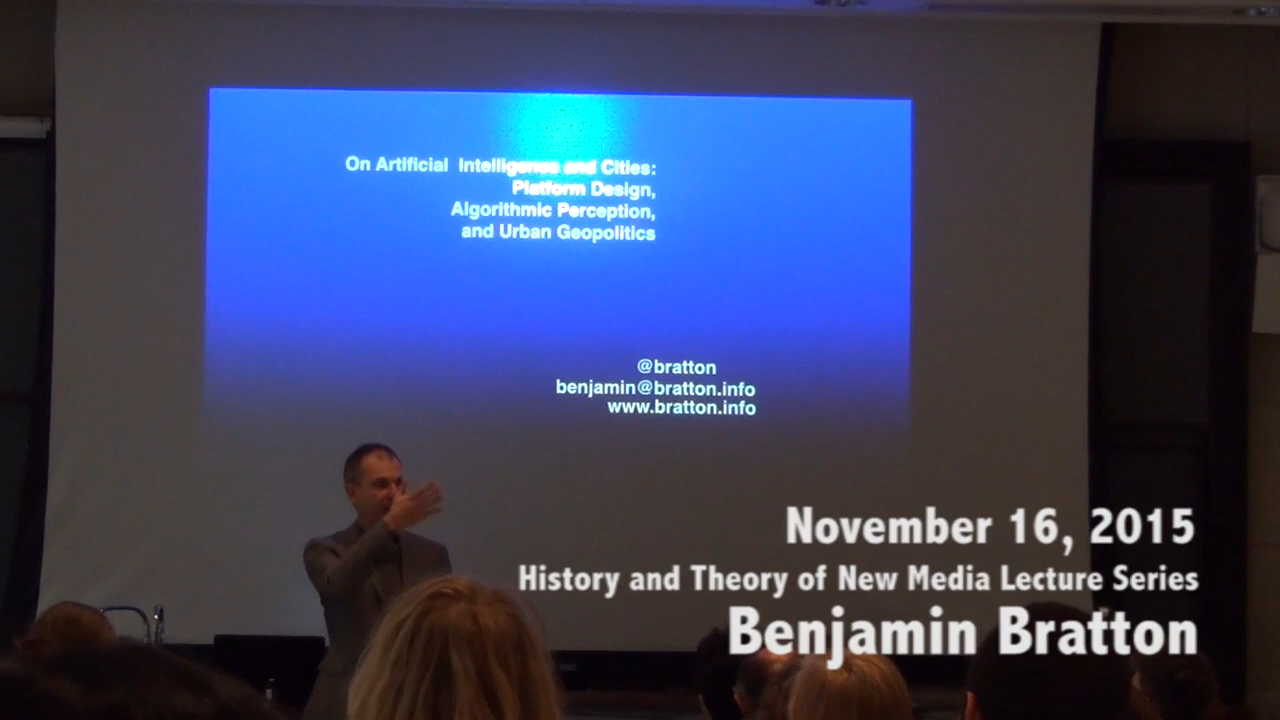 On Artificial Intelligence and Cities:
Platform Design,
Algorithmic Perception,
and Urban Geopolitics
@bratton
benjamin@bratton.info
www.bratton.info
November 16, 2015
History and Theory of New Media Lecture Series
Benjamin Bratton